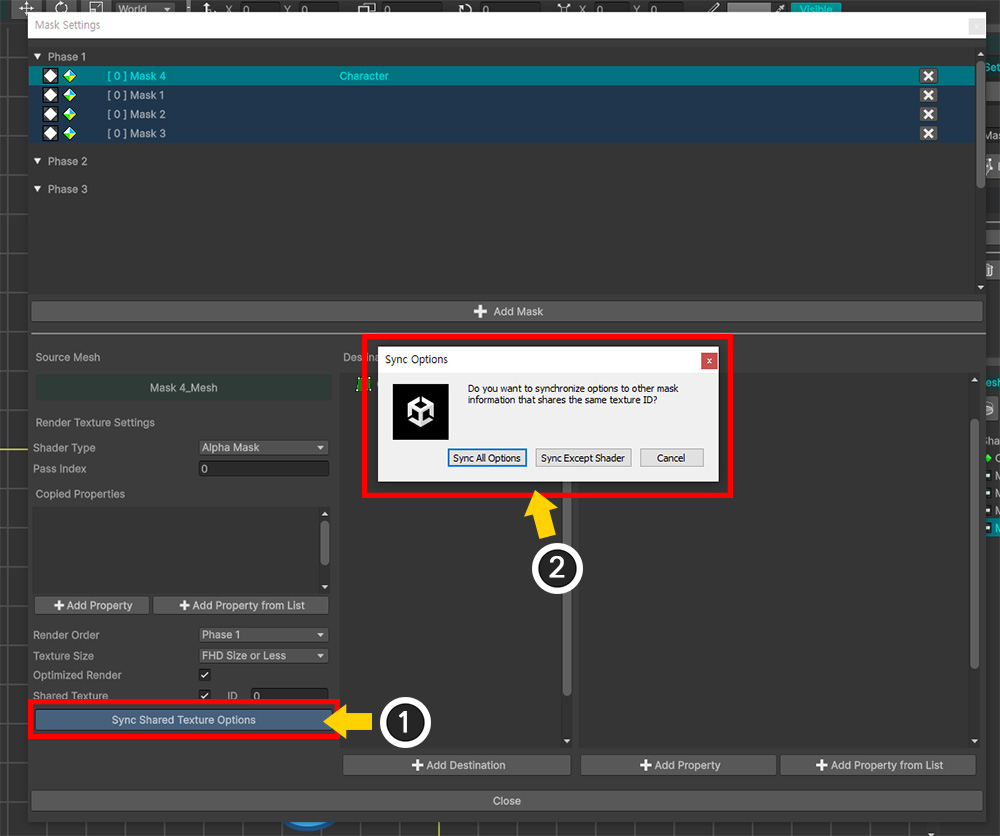 World
X 0 Y 0
0
0
X 0 Y 0
Visible
Mask Settings
Phase 1
[ 0 ] Mask 4 Character
[ 0 ] Mask 1
[ 0 ] Mask 2
[ 0 ] Mask 3
Phase 2
Phase 3
Add Mask
Source Mesh
Mask 4_Mesh
Render Texture Settings
Shader Type Alpha Mask
Pass Index 0
Copied Properties
Add Property Add Property from List
Render Order Phase 1
Texture Size FHD Size or Less
Optimized Render
Shared Texture ID 0
Sync Shared Texture Options
1
Sync Options
x
Do you want to synchronize options to other mask
information that shares the same texture ID?
Sync All Options Sync Except Shader Cancel
2
Add Destination Add Property Add Property from List
Close